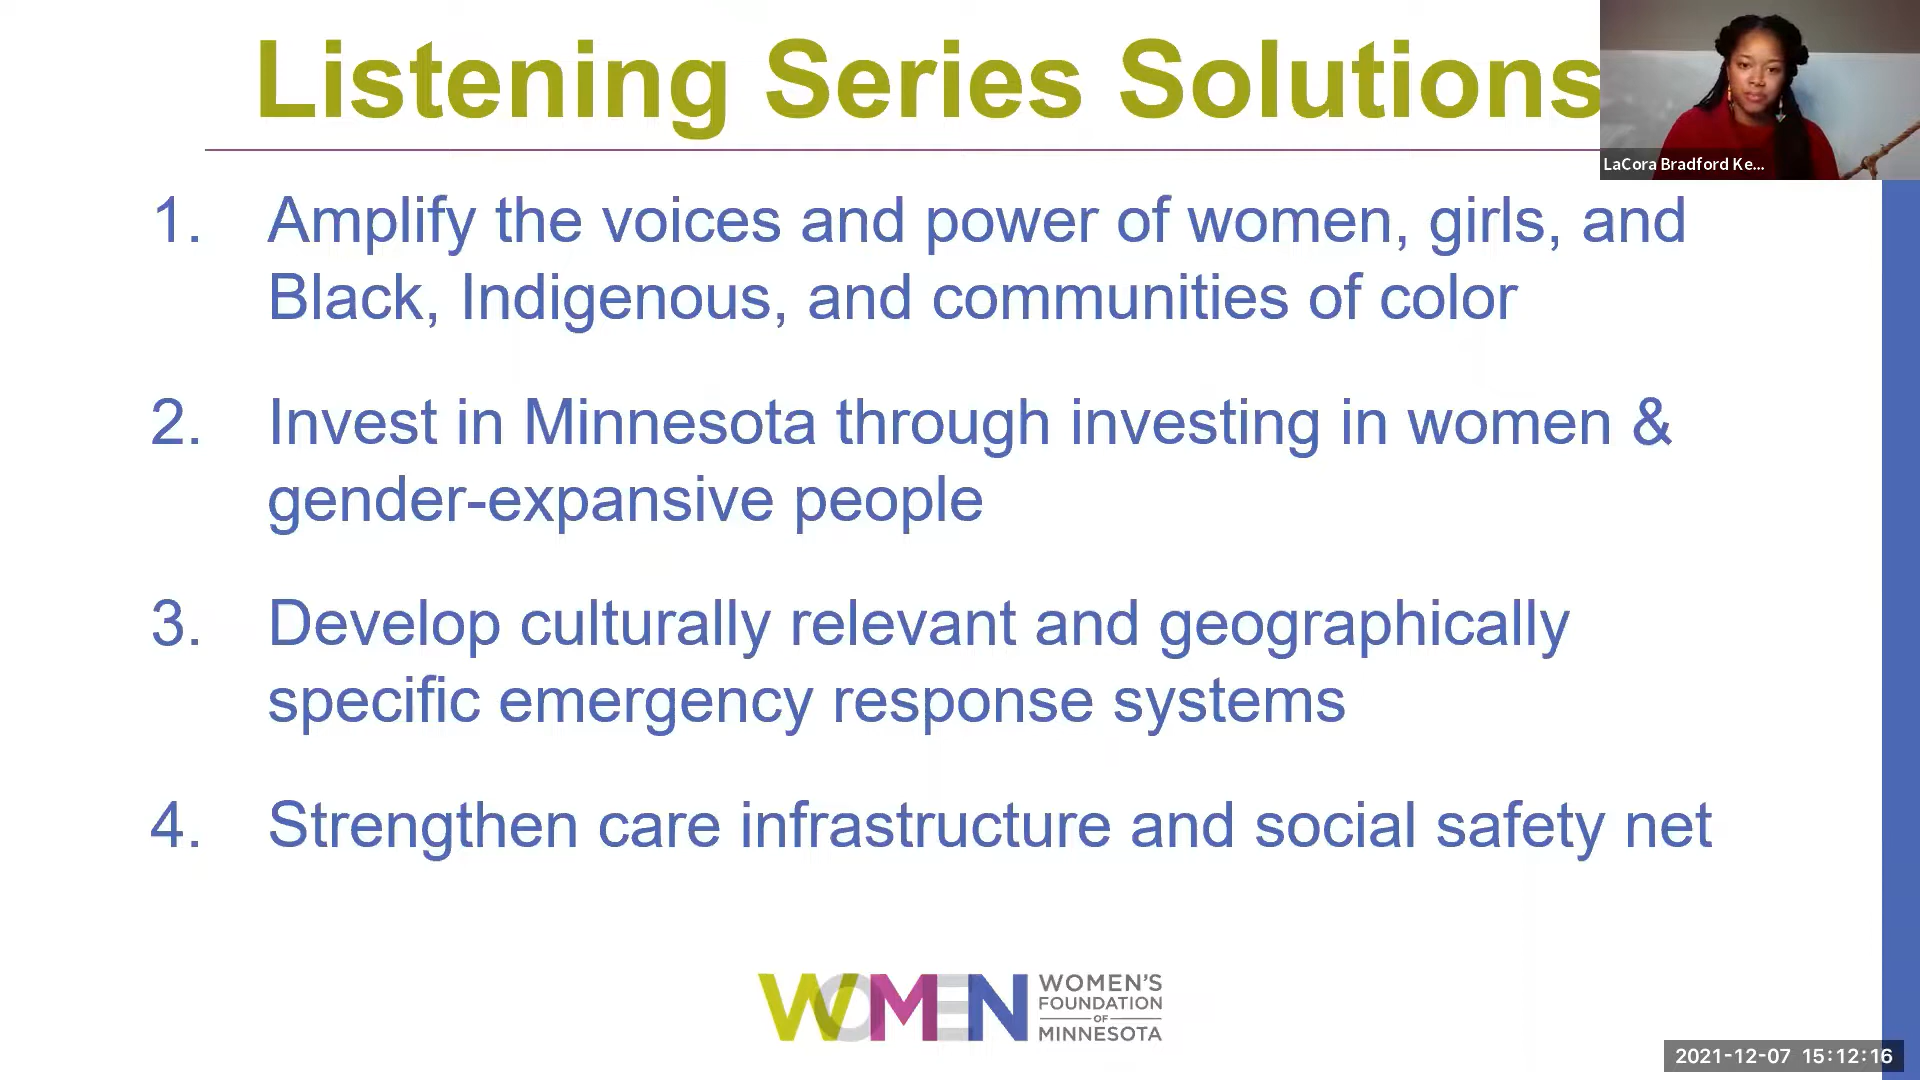 Listening Series Solutions
LaCora Bradford Ke...
1. Amplify the voices and power of women, girls, and
Black, Indigenous, and communities of color
2. Invest in Minnesota through investing in women &
gender-expansive people
3. Develop culturally relevant and geographically
specific emergency response systems
4. Strengthen care infrastructure and social safety net
WOMEN
WOMEN'S
FOUNDATION
OF
MINNESOTA
2021-12-07 15:12:16